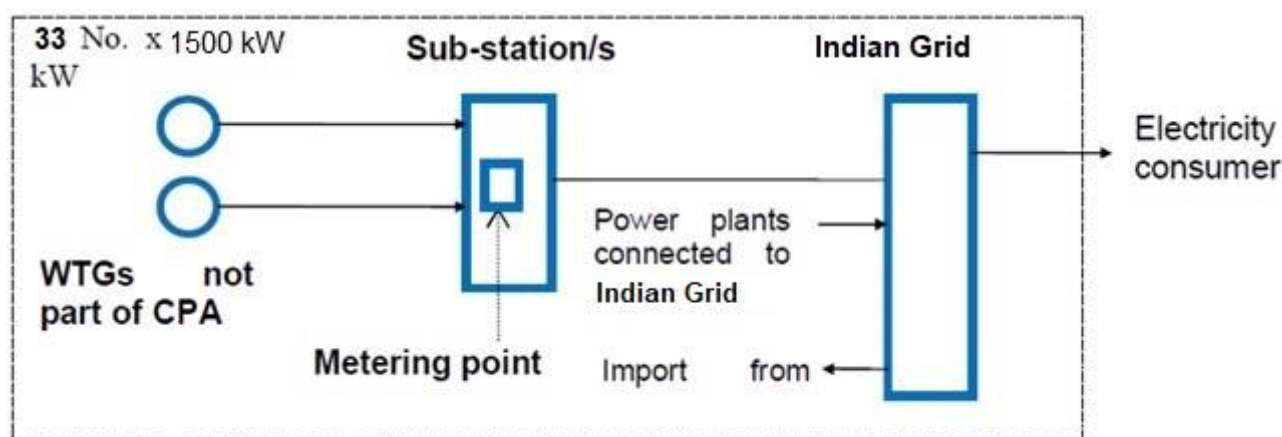 33 No. x 1500 kW
kW
Sub-station/s
Indian Grid
Electricity
consumer
Power plants
connected to
Indian Grid
WTGs not
part of CPA
Metering point
Import from